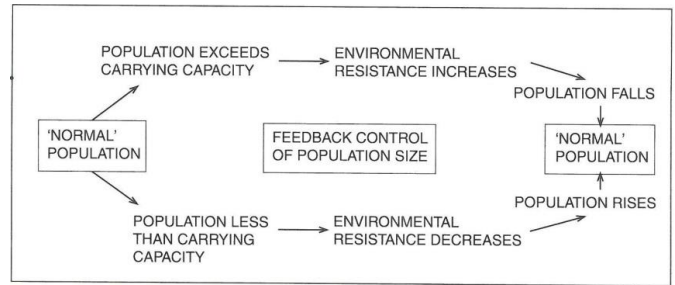 POPULATION EXCEEDS
CARRYING CAPACITY
ENVIRONMENTAL
RESISTANCE INCREASES
POPULATION FALLS
‘NORMAL’
POPULATION
FEEDBACK CONTROL
OF POPULATION SIZE
‘NORMAL’
POPULATION
POPULATION RISES
POPULATION LESS
THAN CARRYING
CAPACITY
ENVIRONMENTAL
RESISTANCE DECREASES